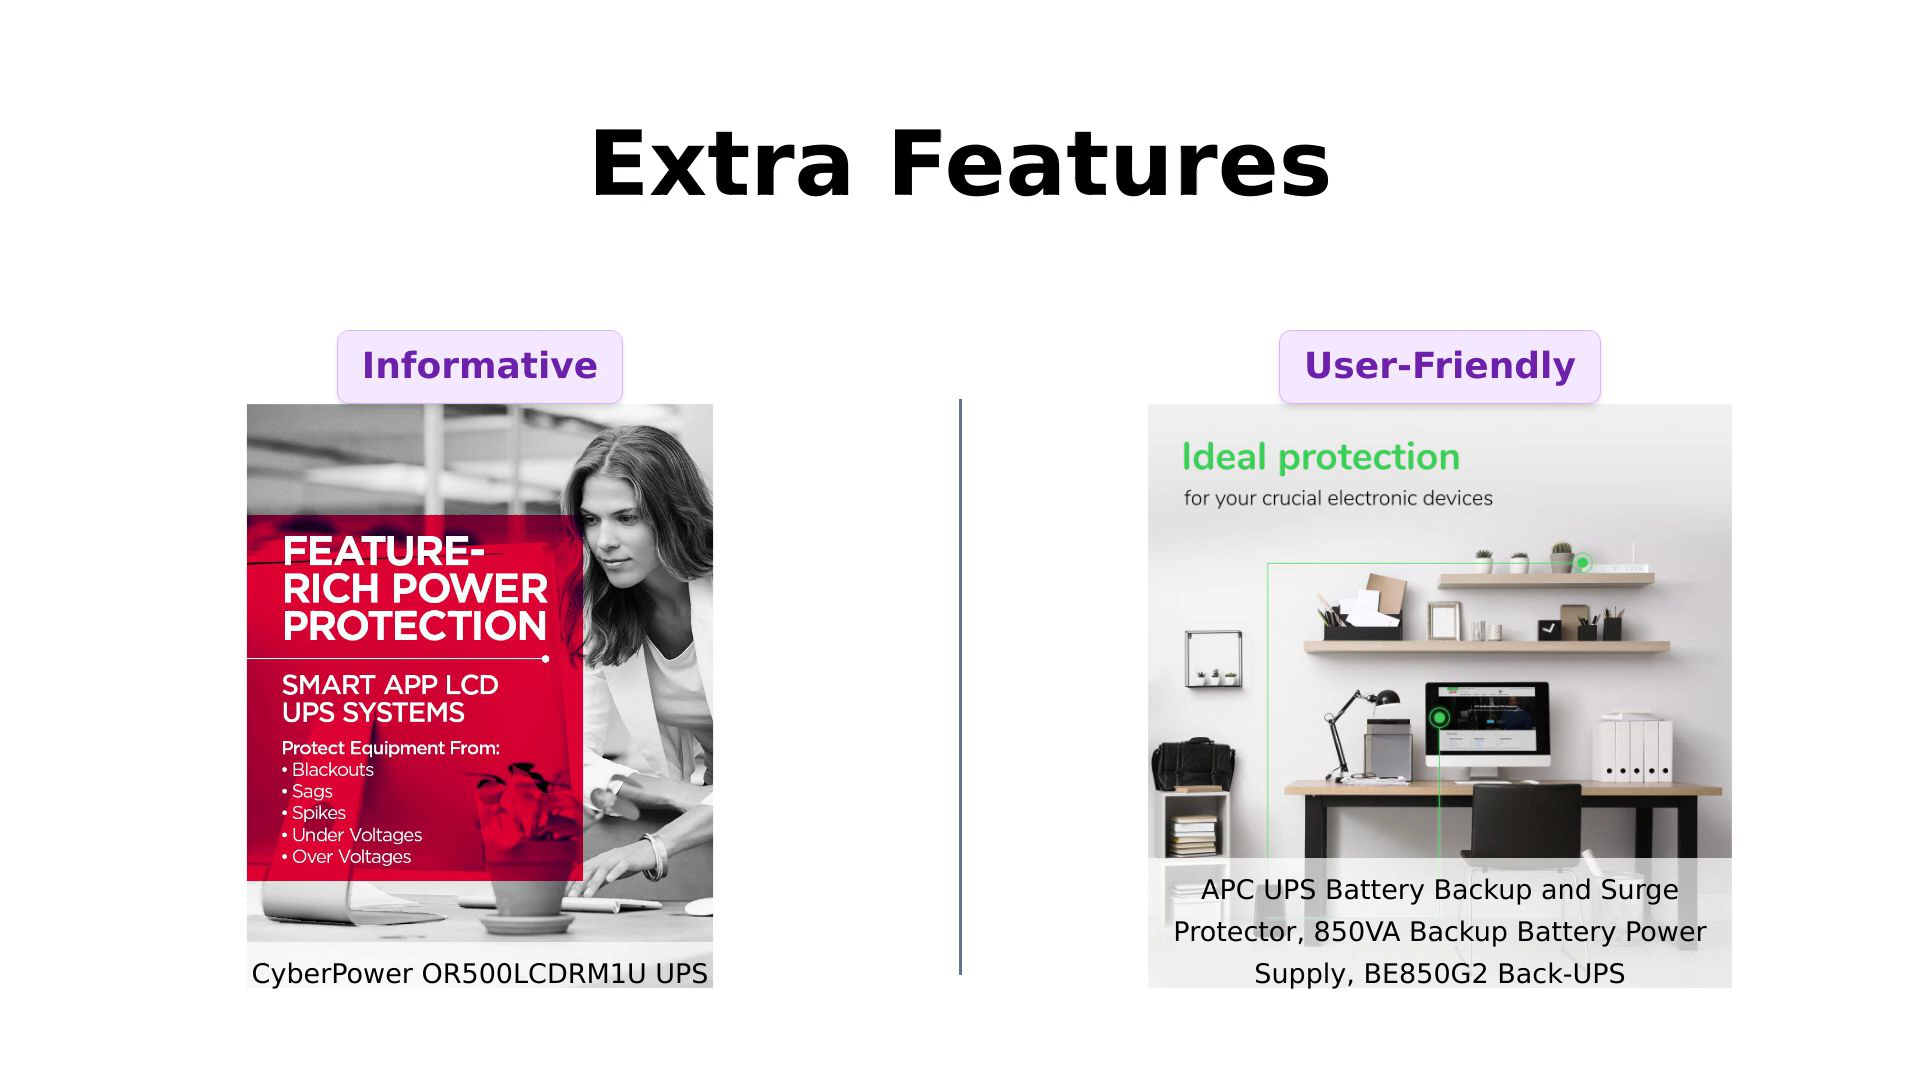 Extra Features
Informative
FEATURE-
RICH POWER
PROTECTION
SMART APP LCD
UPS SYSTEMS
Protect Equipment From:
• Blackouts
• Sags
• Spikes
• Under Voltages
• Over Voltages
CyberPower OR500LCDRM1U UPS
User-Friendly
Ideal protection
for your crucial electronic devices
APC UPS Battery Backup and Surge
Protector, 850VA Backup Battery Power
Supply, BE850G2 Back-UPS